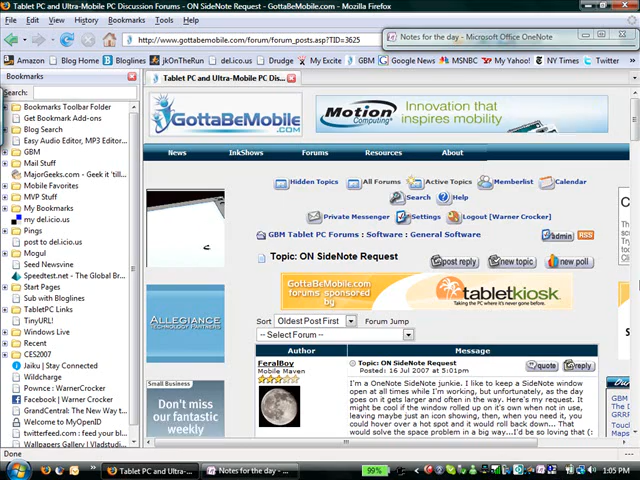 Tablet PC and Ultra-Mobile PC Discussion Forums - ON SideNote Request - GottaBeMobile.com - Mozilla Firefox
File Edit View History Bookmarks Tools Help
http://www.gottabemobile.com/forum/forum_posts.asp?TID=3625
Notes for the day - Microsoft Office OneNote
Bloglines jkOnTheRun Digg Drudge My Excite GBM Google News MSNBC My Yahoo! NY Times Twitter
Bookmarks
Tablet PC and Ultra-Mobile PC Dis...
Search:
Bookmarks Toolbar Folder
Get Bookmark Add-ons
Blog Search
Easy Audio Editor, MP3 Editor...
GBM
Mail Stuff
MajorGeeks.com - Geek it 'till...
Mobile Favorites
MVP Stuff
My Bookmarks
my del.icio.us
Pings
post to del.icio.us
Mogul
Seed Newsvine
Speedtest.net - The Global Br...
Start Pages
Sub with Bloglines
TabletPC Links
TinyURL!
Windows Live
Recent
CES2007
Jaiku | Stay Connected
Wildcharge
Pownce : WarnerCrocker
Facebook | Warner Crocker
GrandCentral: The New Way t...
Welcome to MyOpenID
twitterfeed.com : feed your bl...
Wallpapers Gallery | Vladstudi...
GottaBeMobile
.COM
Motion
Computing
Innovation
that inspires mobility
News InkShows Forums Resources About
Hidden Topics All Forums Active Topics Memberlist Calendar
Search Help
Private Messenger Settings Logout [Warner Crocker]
GBM Tablet PC Forums : Software : General Software
admin RSS
Topic: ON SideNote Request
post reply new topic new poll
GottaBeMobile.com
forums sponsored
by
tabletkiosk
Taking the PC where it's never gone before.
ALLEGIANCE
TECHNOLOGY PARTNERS
Small Business
Don't miss
our fantastic
weekly
Sort Oldest Post First Forum Jump
-- Select Forum --
Author Message
FeralBoy
Mobile Maven
Topic: ON SideNote Request
Posted: 16 Jul 2007 at 5:01pm
quote reply
I'm a OneNote SideNote junkie. I like to keep a SideNote window
open at all times while I'm working, but unfortunately, as the day
goes on it gets larger and often in the way. Here's my request. It
might be cool if the window rolled up on it's own when not in use,
leaving maybe just an icon showing, then, when you need it, you
could hover over a hot spot and it would roll back down... That
would solve the space problem in a big way...I'd be so loving that (:
GBM
Done
Tablet PC and Ultra-...
Notes for the day - ...
99%
1:05 PM